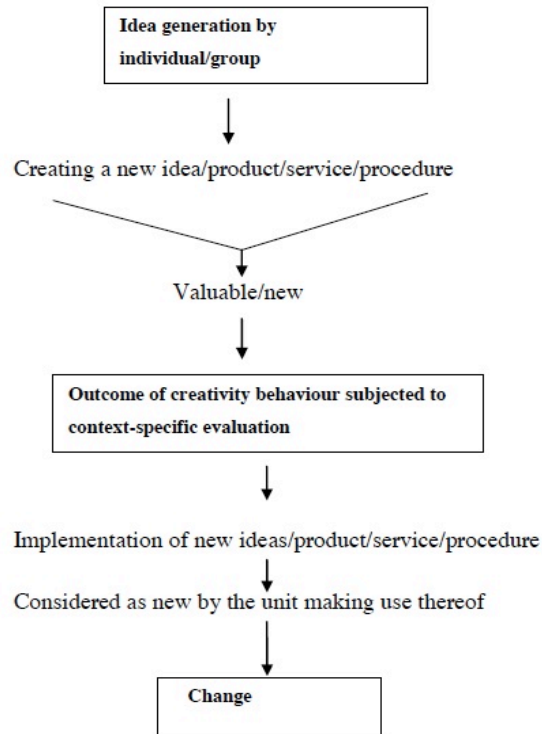 Idea generation by
individual/group
Creating a new idea/product/service/procedure
Valuable/new
Outcome of creativity behaviour subjected to
context-specific evaluation
Implementation of new ideas/product/service/procedure
Considered as new by the unit making use thereof
Change